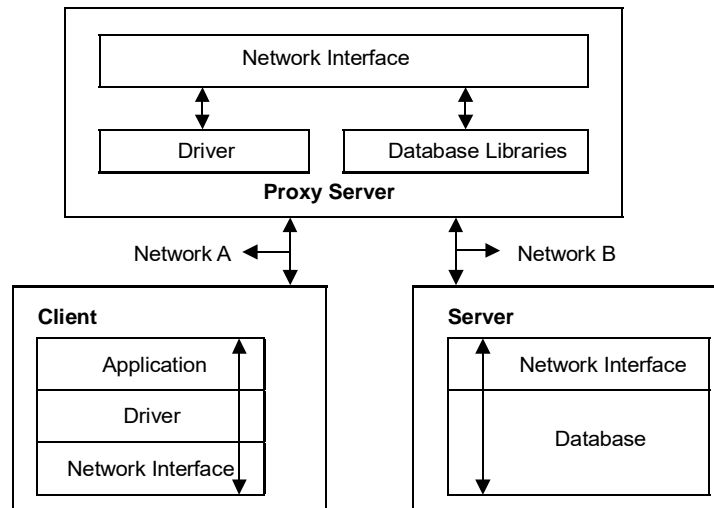 Network Interface
Driver
Database Libraries
Proxy Server
Network A
Network B
Client
Application
Driver
Network Interface
Server
Network Interface
Database